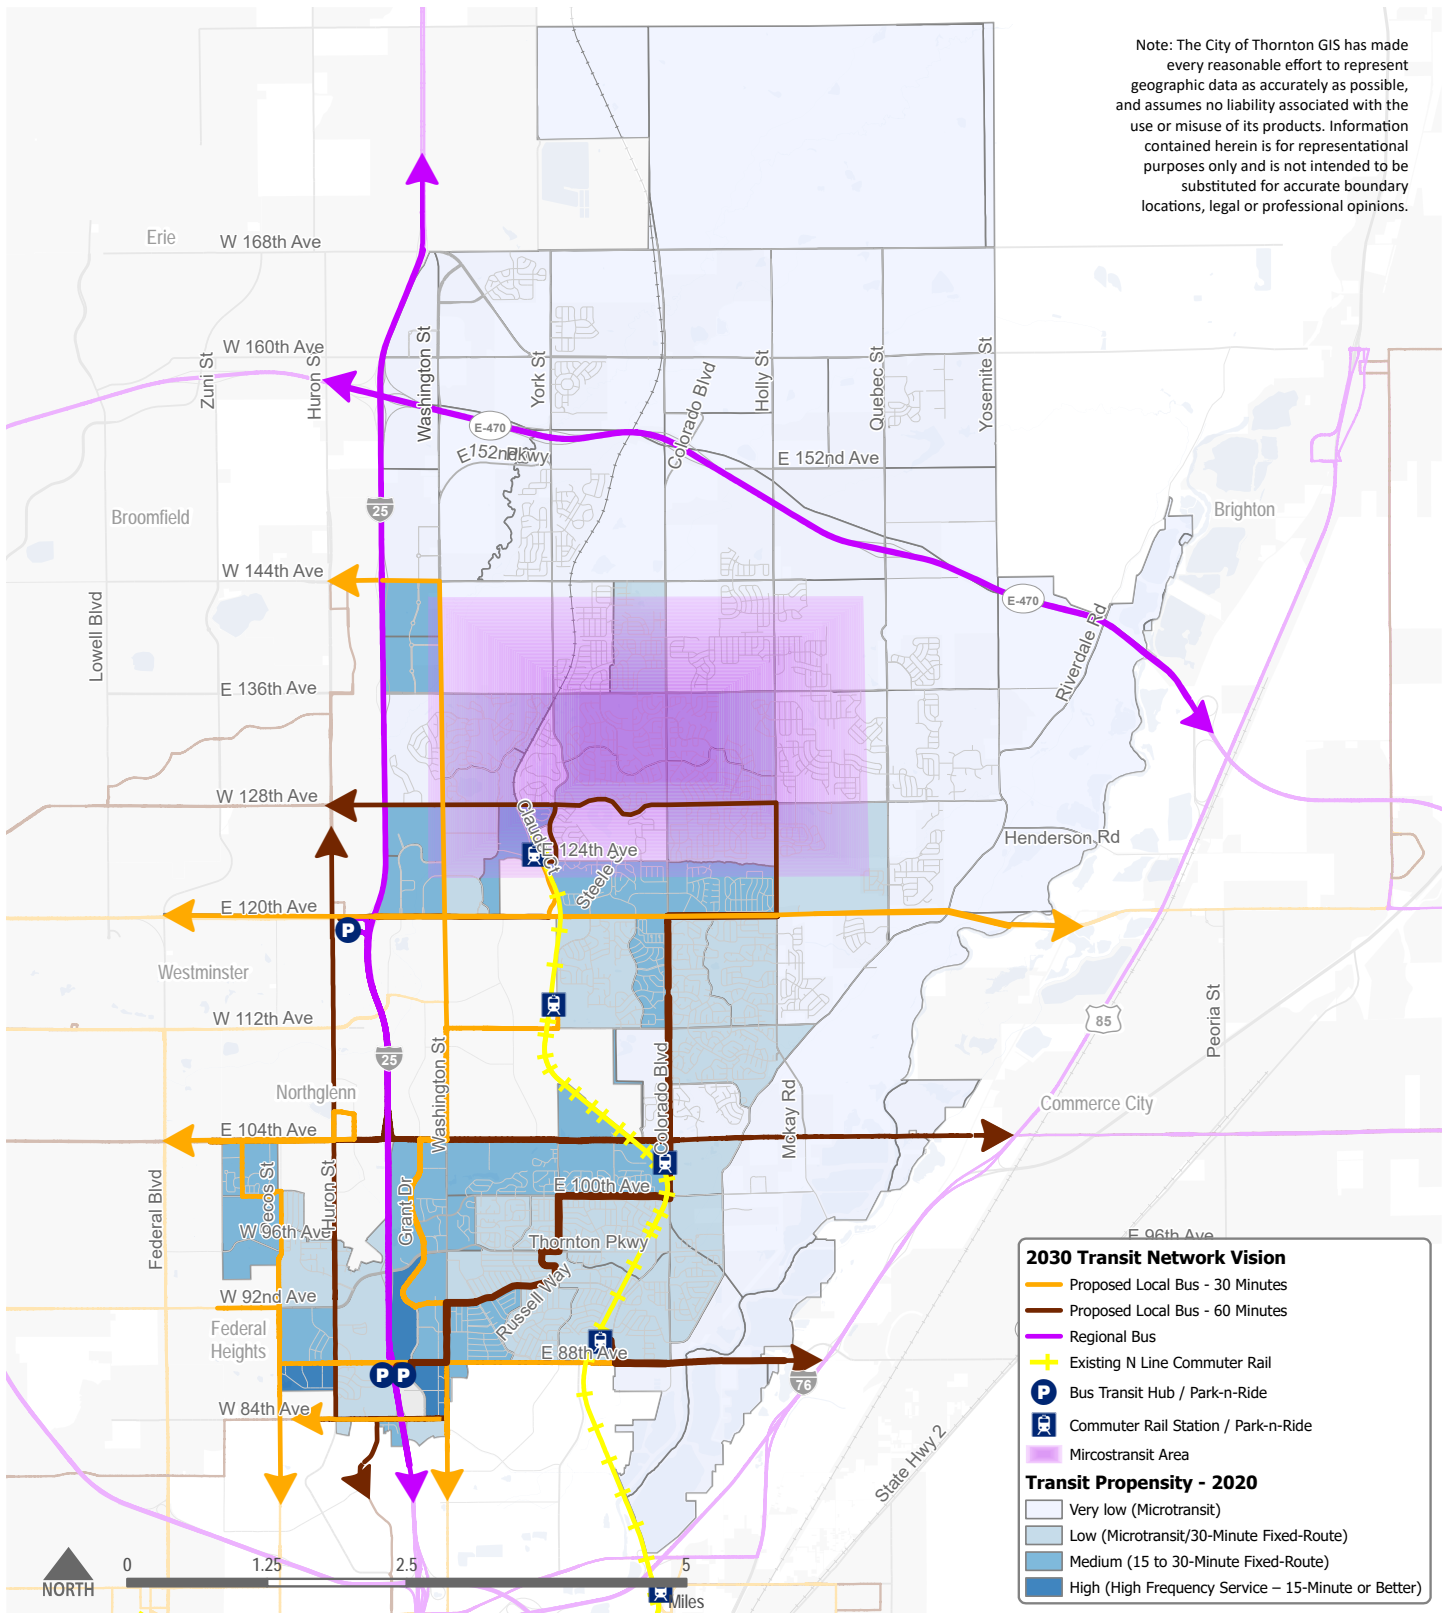 Note: The City of Thornton GIS has made
every reasonable effort to represent
geographic data as accurately as possible,
and assumes no liability associated with the
use or misuse of its products. Information
contained herein is for representational
purposes only and is not intended to be
substituted for accurate boundary
locations, legal or professional opinions.
Erie
W 168th Ave
W 160th Ave
Zuni St
Huron St
Washington St
York St
Colorado Blvd
Holly St
Quebec St
Yosemite St
E-470
E 152nd Pkwy
E 152nd Ave
25
Broomfield
Brighton
W 144th Ave
E-470
Lowell Blvd
Riverdale Rd
E 136th Ave
W 128th Ave
Claude Ct
E 124th Ave
Steele S
Henderson Rd
E 120th Ave
P
Westminster
W 112th Ave
85
Peoria St
25
Washington St
Colorado Blvd
Northglenn
Mckay Rd
Commerce City
E 104th Ave
Federal Blvd
ecos St
Huron St
Grant Dr
E 100th Ave
W 96th Ave
Thornton Pkwy
E 96th Ave
Russell Way
W 92nd Ave
Federal
Heights
E 88th Ave
P P
76
W 84th Ave
State Hwy 2
2030 Transit Network Vision
Proposed Local Bus - 30 Minutes
Proposed Local Bus - 60 Minutes
Regional Bus
Existing N Line Commuter Rail
P Bus Transit Hub / Park-n-Ride
Commuter Rail Station / Park-n-Ride
Mircostransit Area
Transit Propensity - 2020
Very low (Microtransit)
Low (Microtransit/30-Minute Fixed-Route)
Medium (15 to 30-Minute Fixed-Route)
High (High Frequency Service – 15-Minute or Better)
NORTH
0 1.25 2.5 5
Miles